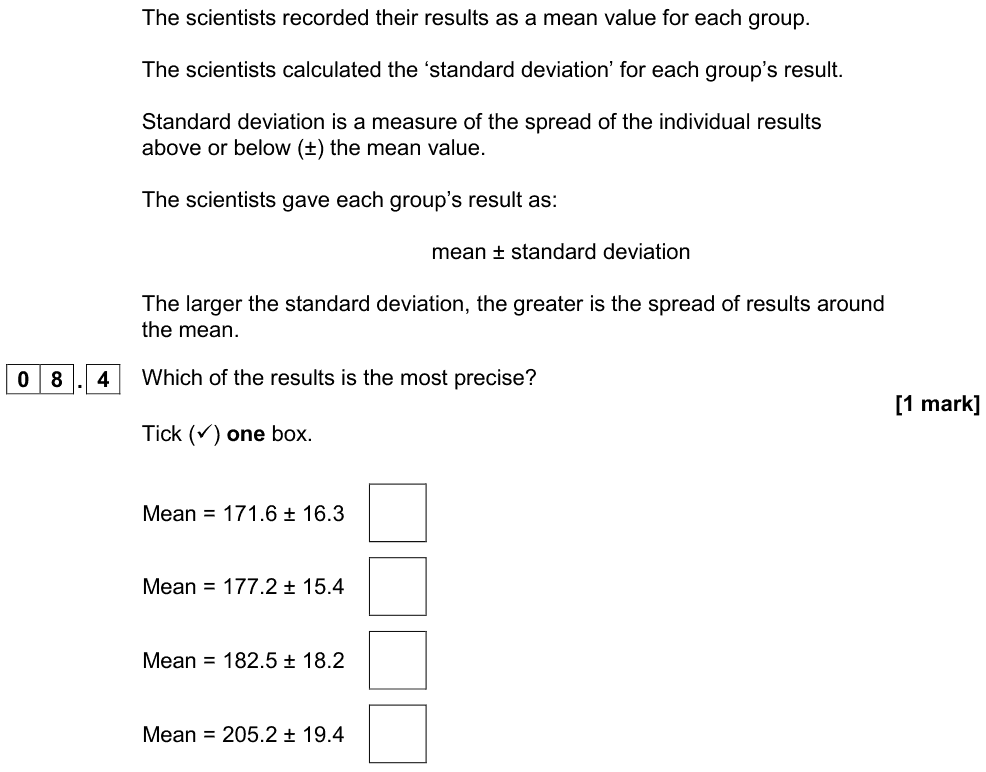 The scientists recorded their results as a mean value for each group.
The scientists calculated the ‘standard deviation’ for each group’s result.
Standard deviation is a measure of the spread of the individual results
above or below (±) the mean value.
The scientists gave each group’s result as:
mean ± standard deviation
The larger the standard deviation, the greater is the spread of results around
the mean.
0 8 . 4 Which of the results is the most precise?
[1 mark]
Tick (✓) one box.
Mean = 171.6 ± 16.3
Mean = 177.2 ± 15.4
Mean = 182.5 ± 18.2
Mean = 205.2 ± 19.4